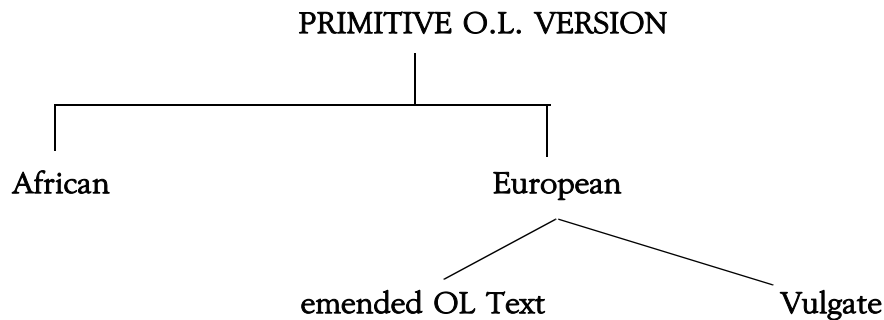 PRIMITIVE O.L. VERSION
African European
emended OL Text Vulgate